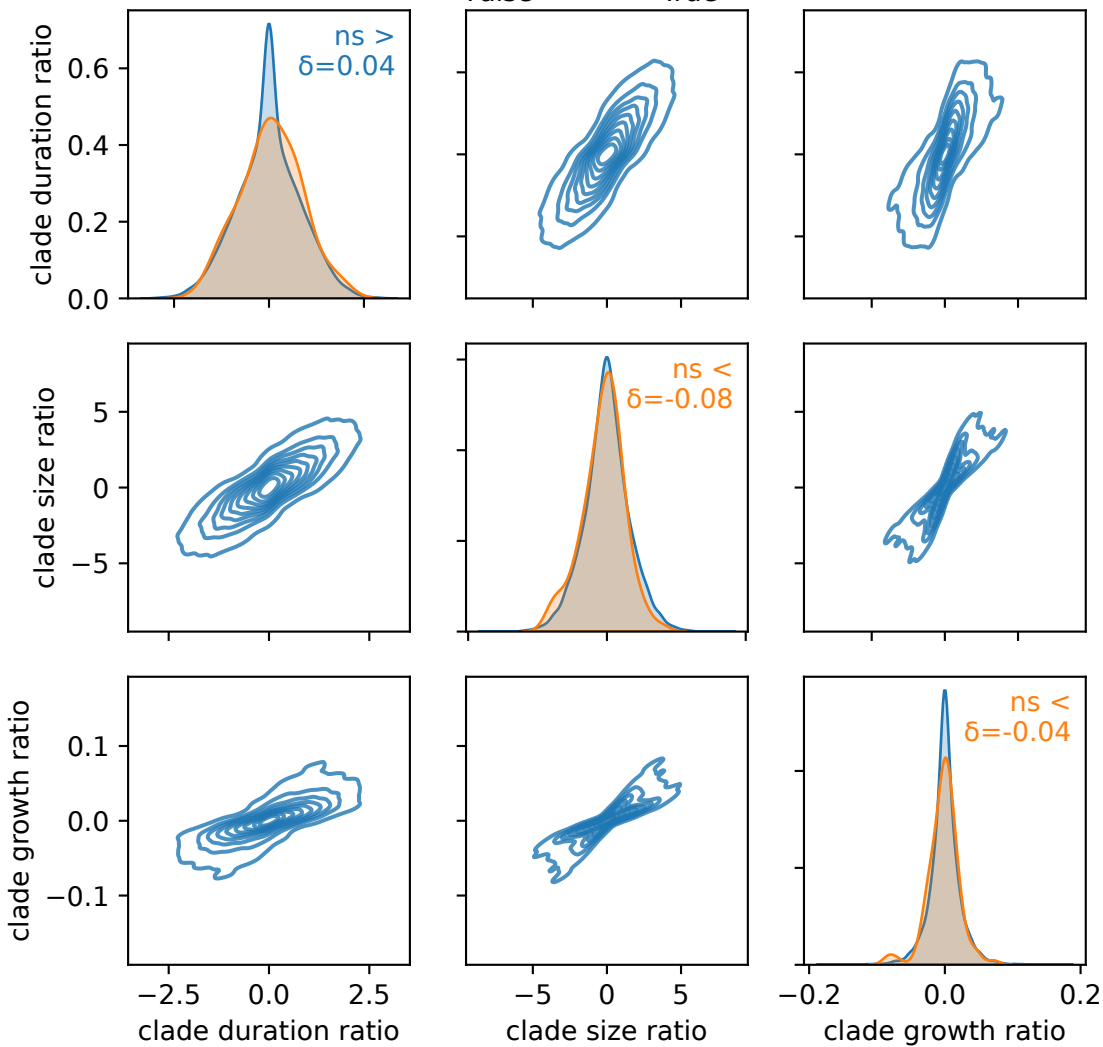 clade duration ratio
0.6
0.4
0.2
0.0
ns >
δ=0.04
clade size ratio
5
0
−5
ns <
δ=-0.08
clade growth ratio
0.1
0.0
−0.1
ns <
δ=-0.04
−2.5 0.0 2.5
−5 0 5
−0.2 0.0 0.2
clade duration ratio
clade size ratio
clade growth ratio